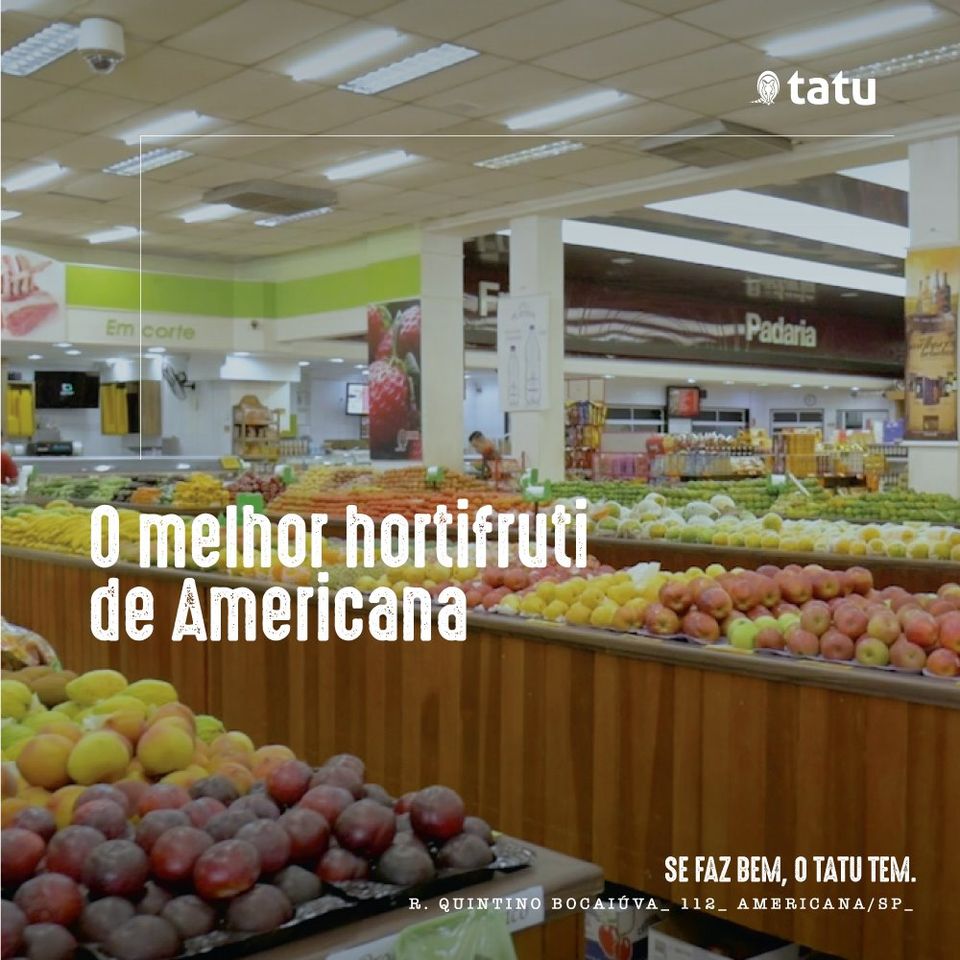 tatu
Em corte
F
Padaria
O melhor hortifruti
de Americana
SE FAZ BEM, O TATU TEM.
R. QUINTINO BOCAIÚVA_ 112_ AMERICANA/SP_